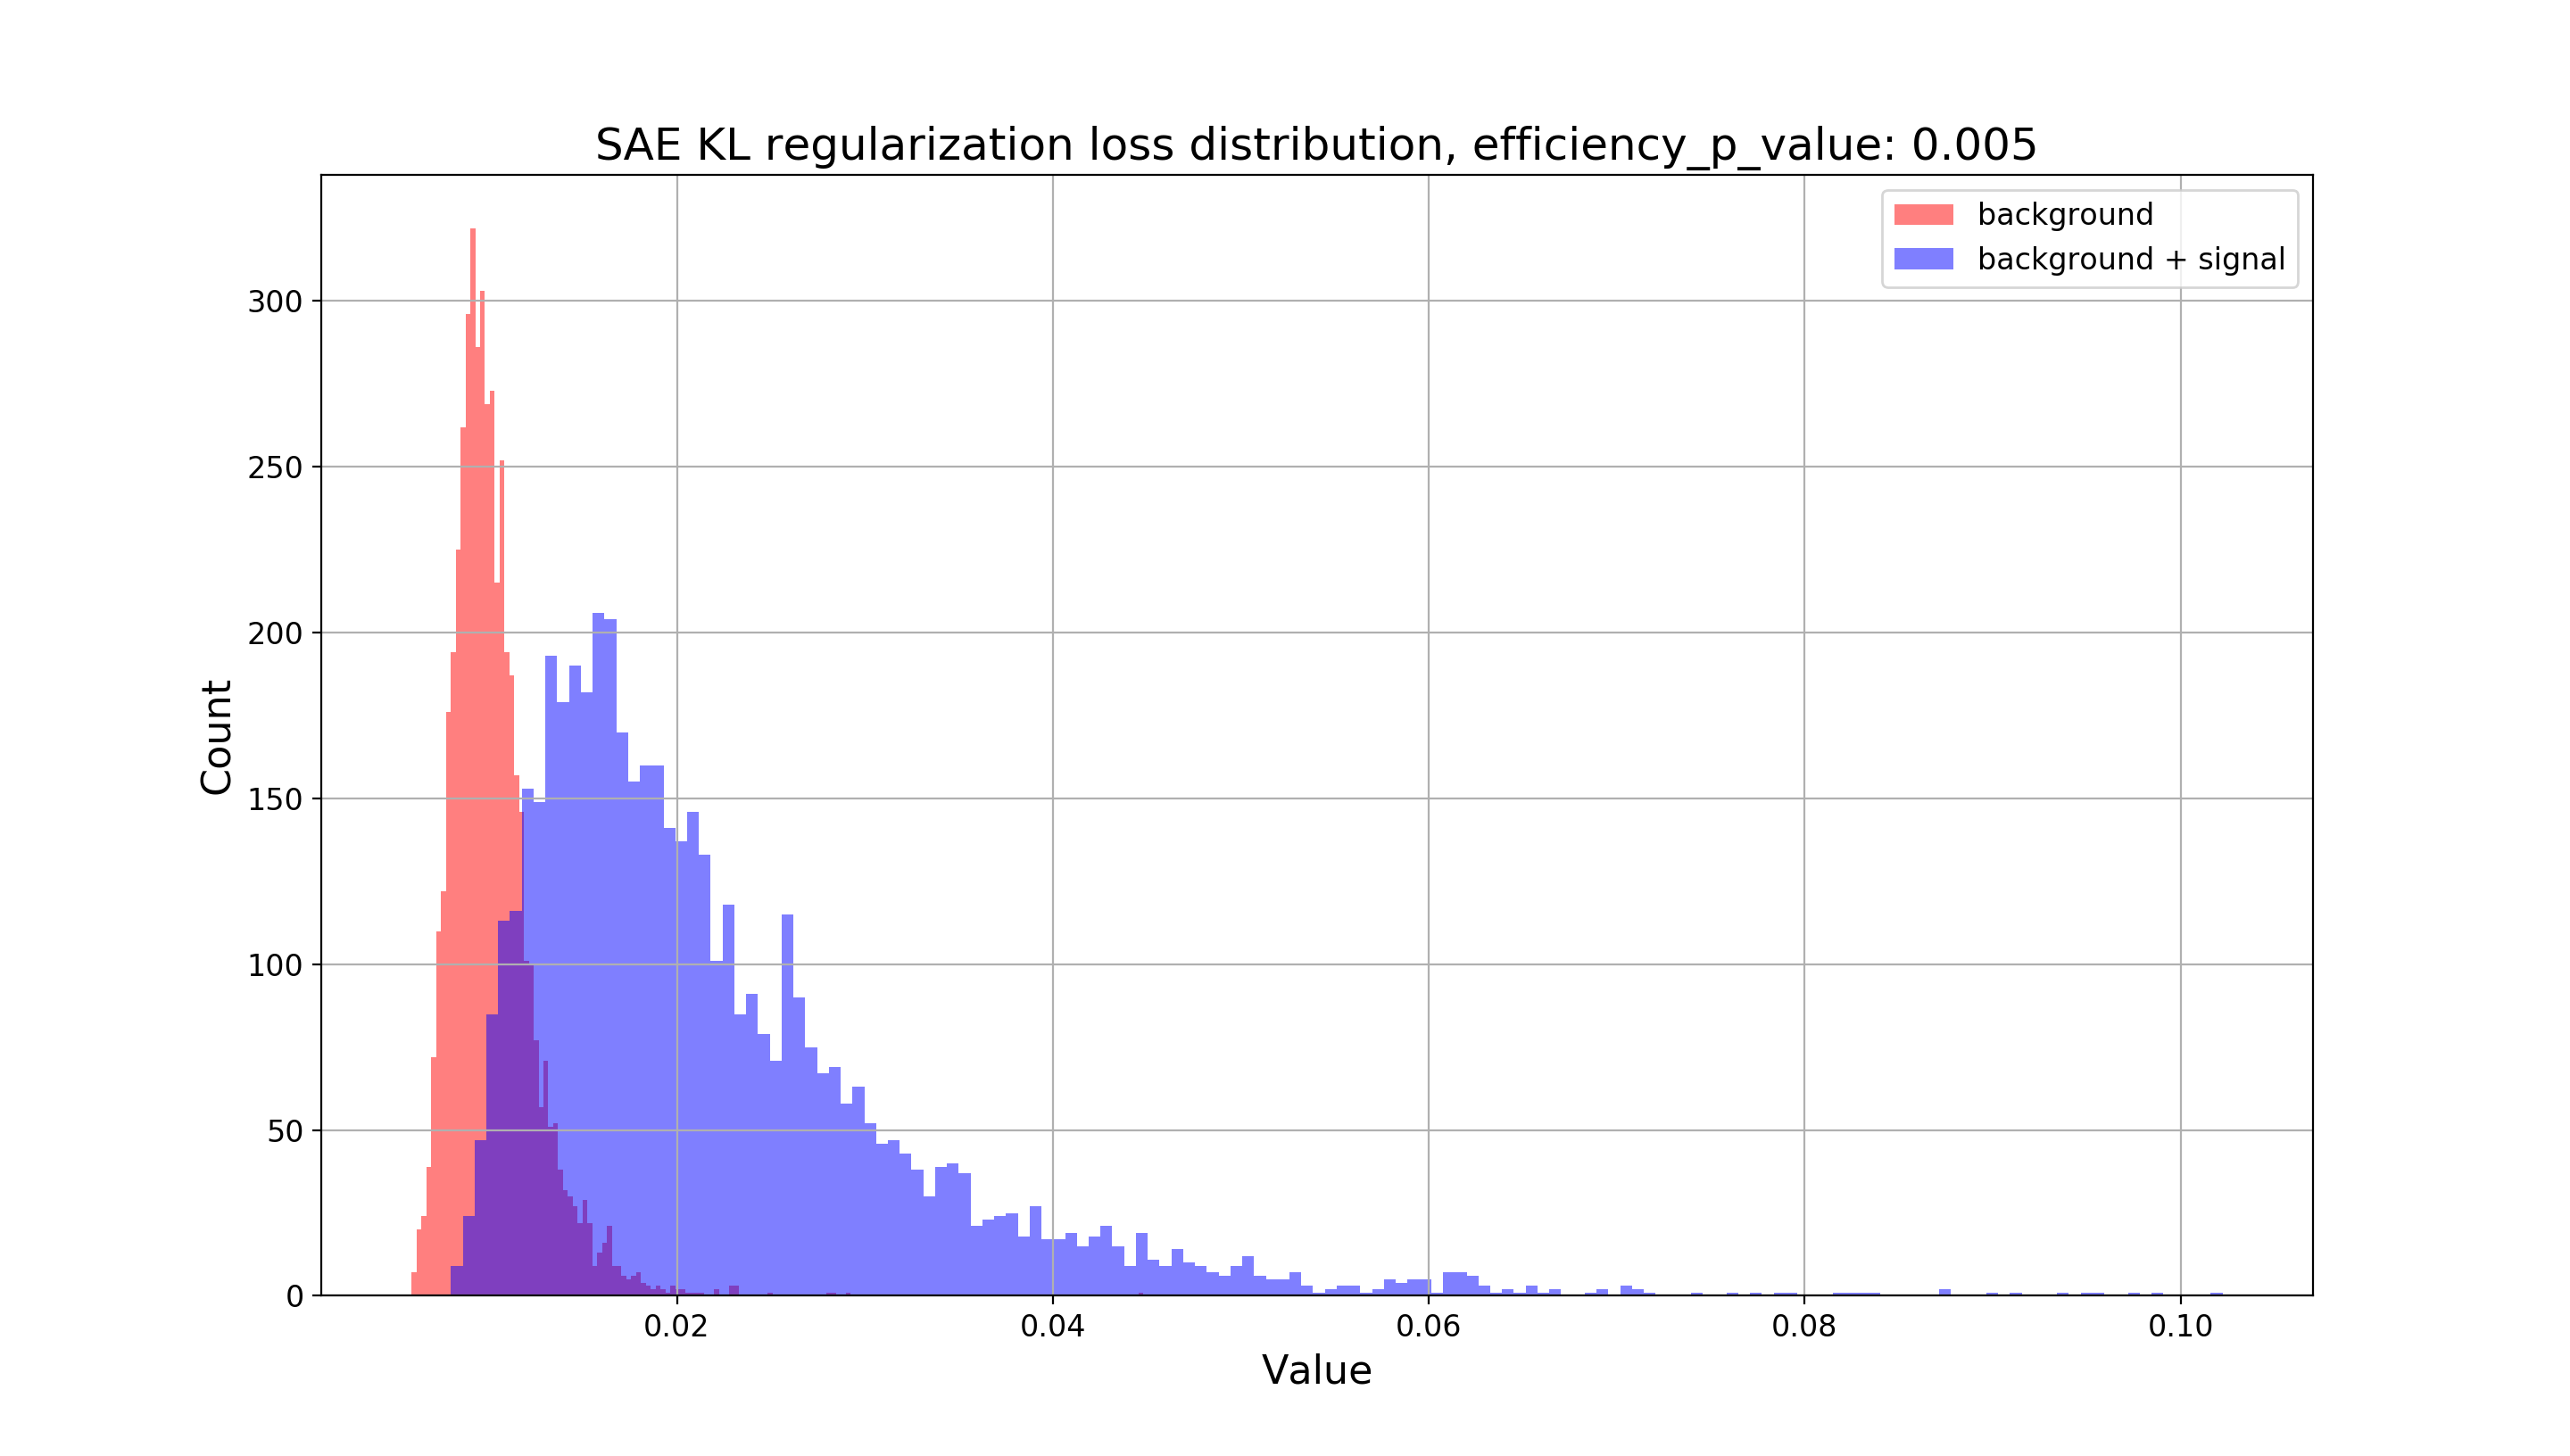 SAE KL regularization loss distribution, efficiency_p_value: 0.005
background
background + signal
300
250
200
150
100
50
0
Count
0.02 0.04 0.06 0.08 0.10
Value